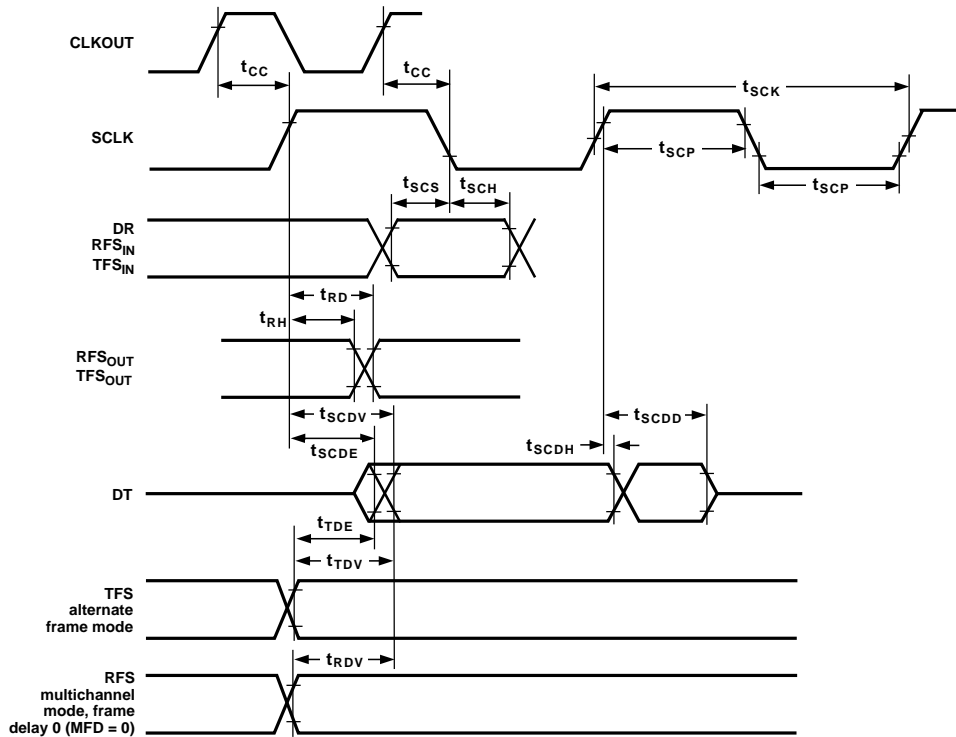 CLKOUT
tCC
tCC
tSCK
SCLK
tSCP
tSCP
tSCS
tSCH
DR
RFSIN
TFSIN
tRD
tRH
RFSOUT
TFSOUT
tSCDV
tSCDD
tSCDE
tSCDH
DT
tTDE
tTDV
TFS
alternate
frame mode
tRDV
RFS
multichannel
mode, frame
delay 0 (MFD = 0)